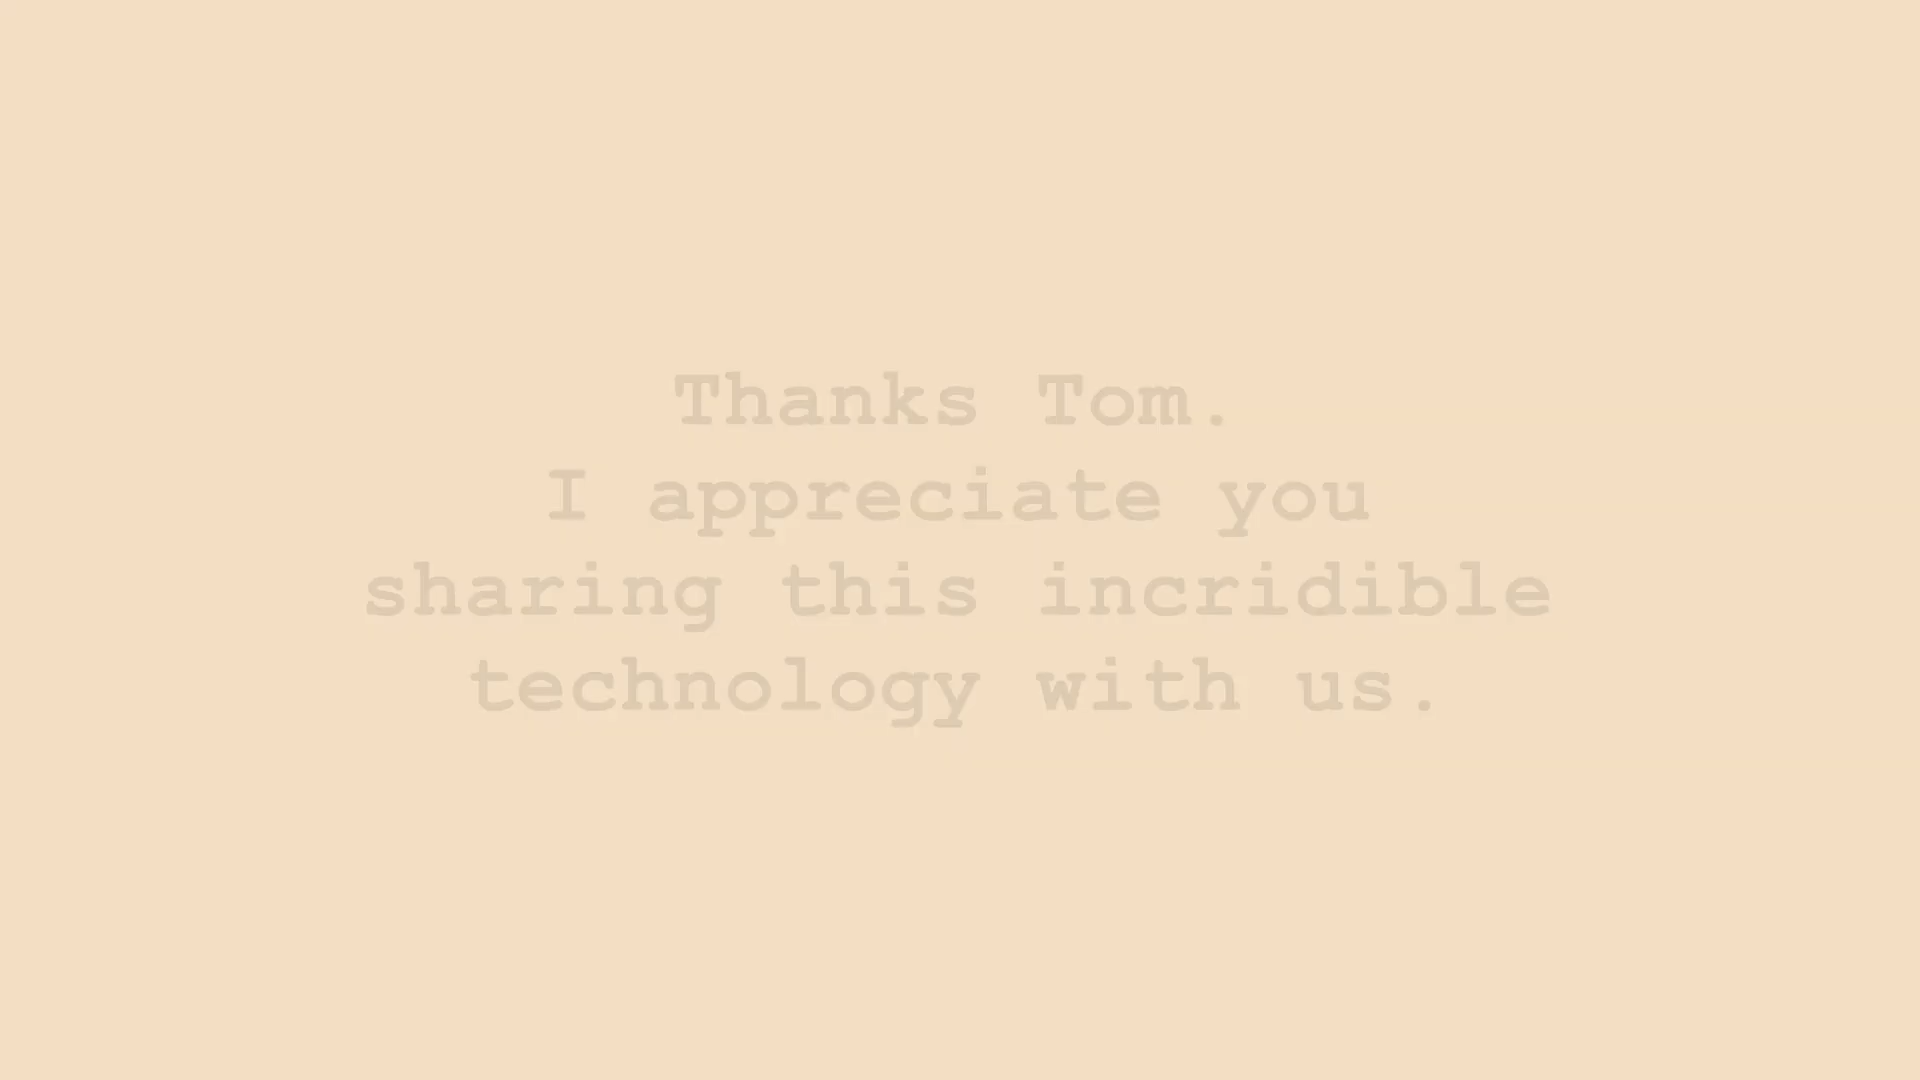 Thanks Tom.
I appreciate you
sharing this incridible
technology with us.